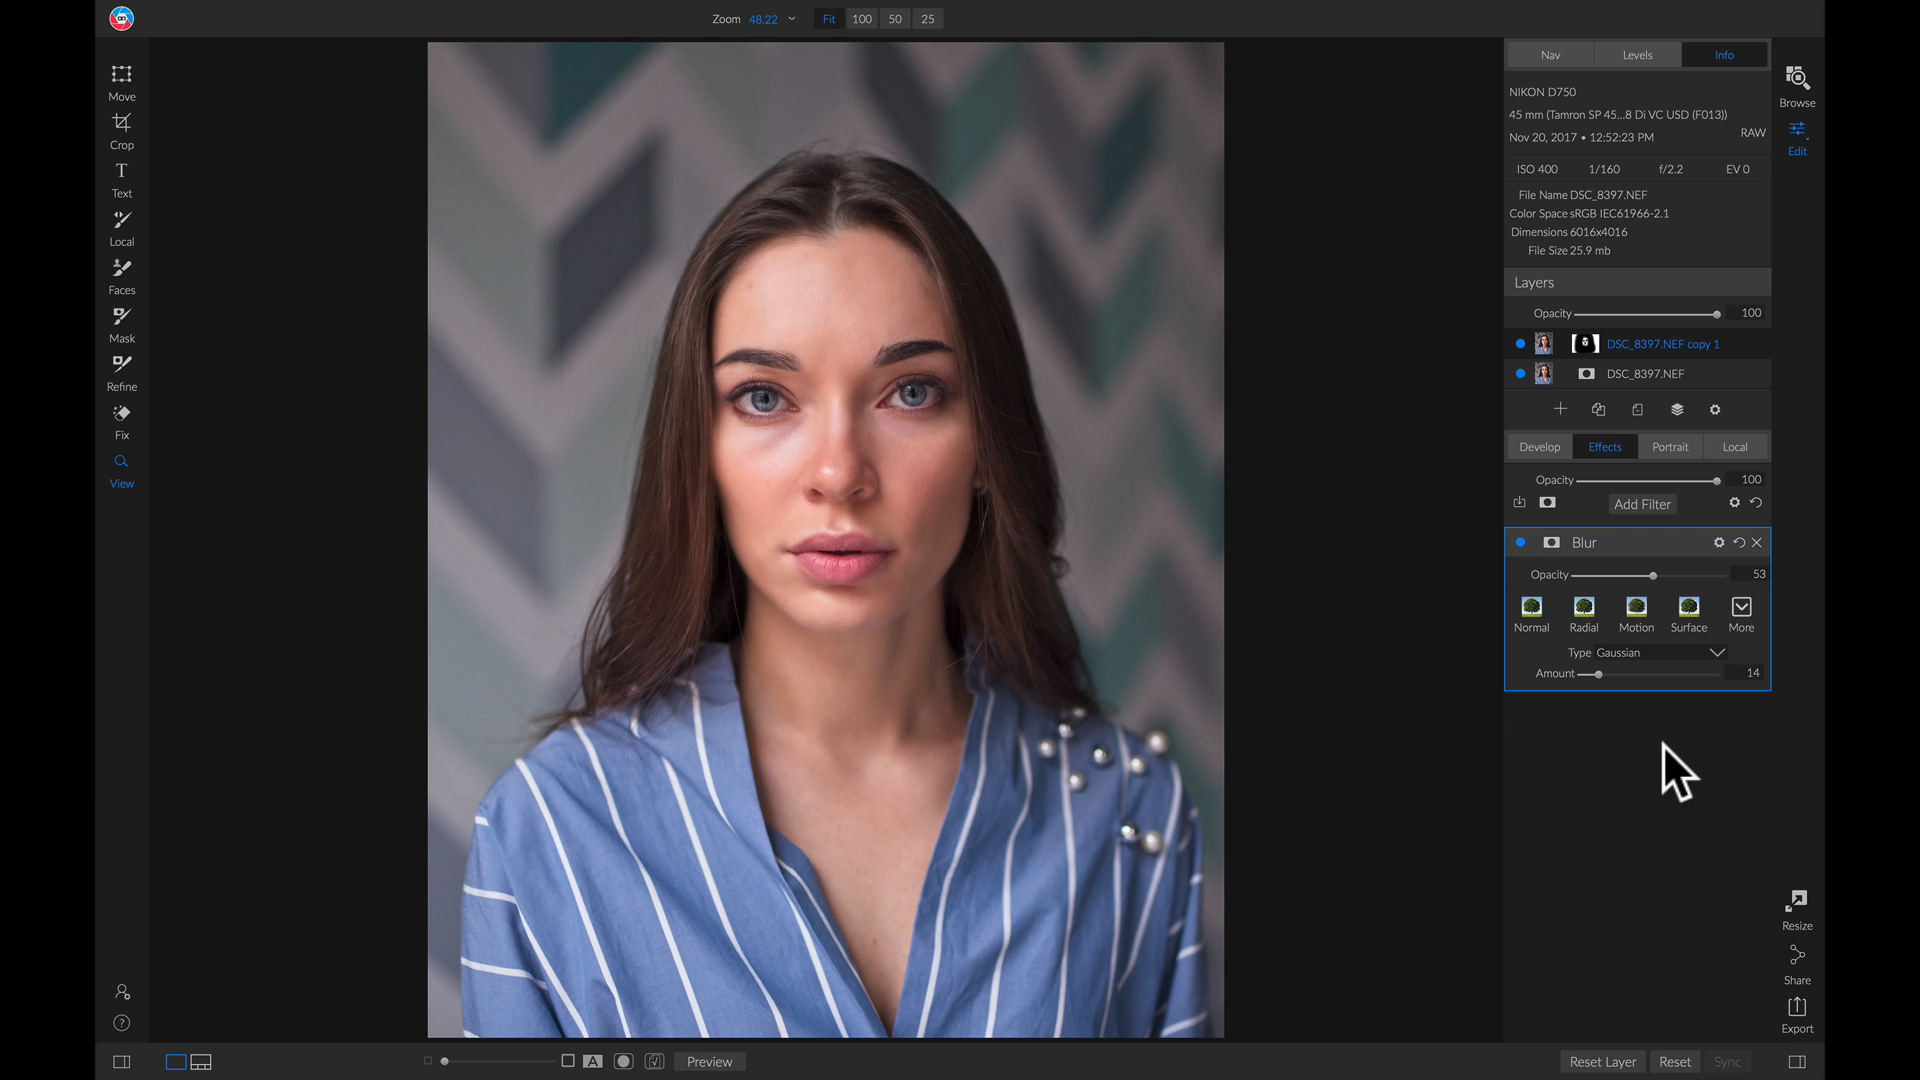 Zoom 48.22 Fit 100 50 25
Move
Crop
Text
Local
Faces
Mask
Refine
Fix
View
Nav Levels Info
NIKON D750
45 mm (Tamron SP 45...8 Di VC USD (F013))
Nov 20, 2017 • 12:52:23 PM RAW
ISO 400 1/160 f/2.2 EV 0
File Name DSC_8397.NEF
Color Space sRGB IEC61966-2.1
Dimensions 6016x4016
File Size 25.9 mb
Layers
Opacity 100
DSC_8397.NEF copy 1
DSC_8397.NEF
Develop Effects Portrait Local
Opacity 100
Add Filter
Blur
Opacity 53
Normal Radial Motion Surface More
Type Gaussian
Amount 14
Browse
Edit
Resize
Share
Export
A Preview
Reset Layer Reset Sync